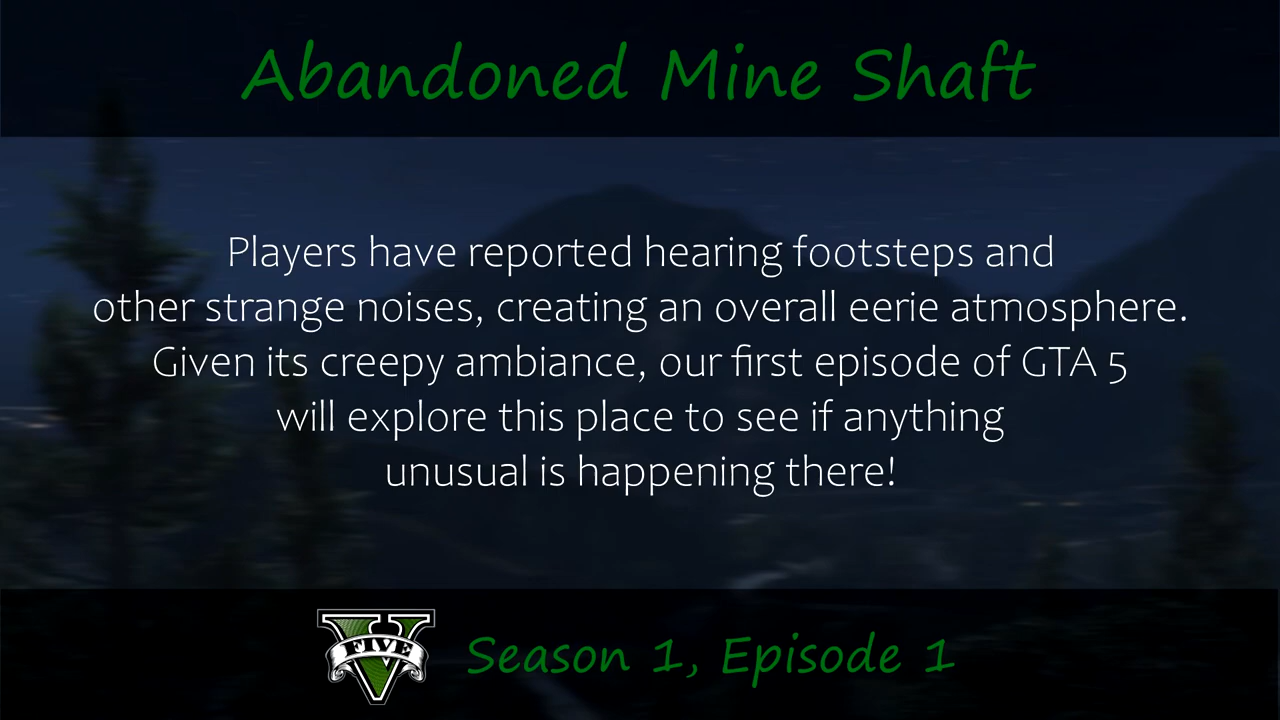 Abandoned Mine Shaft
Players have reported hearing footsteps and
other strange noises, creating an overall eerie atmosphere.
Given its creepy ambiance, our first episode of GTA 5
will explore this place to see if anything
unusual is happening there!
V
FIVE
Season 1, Episode 1